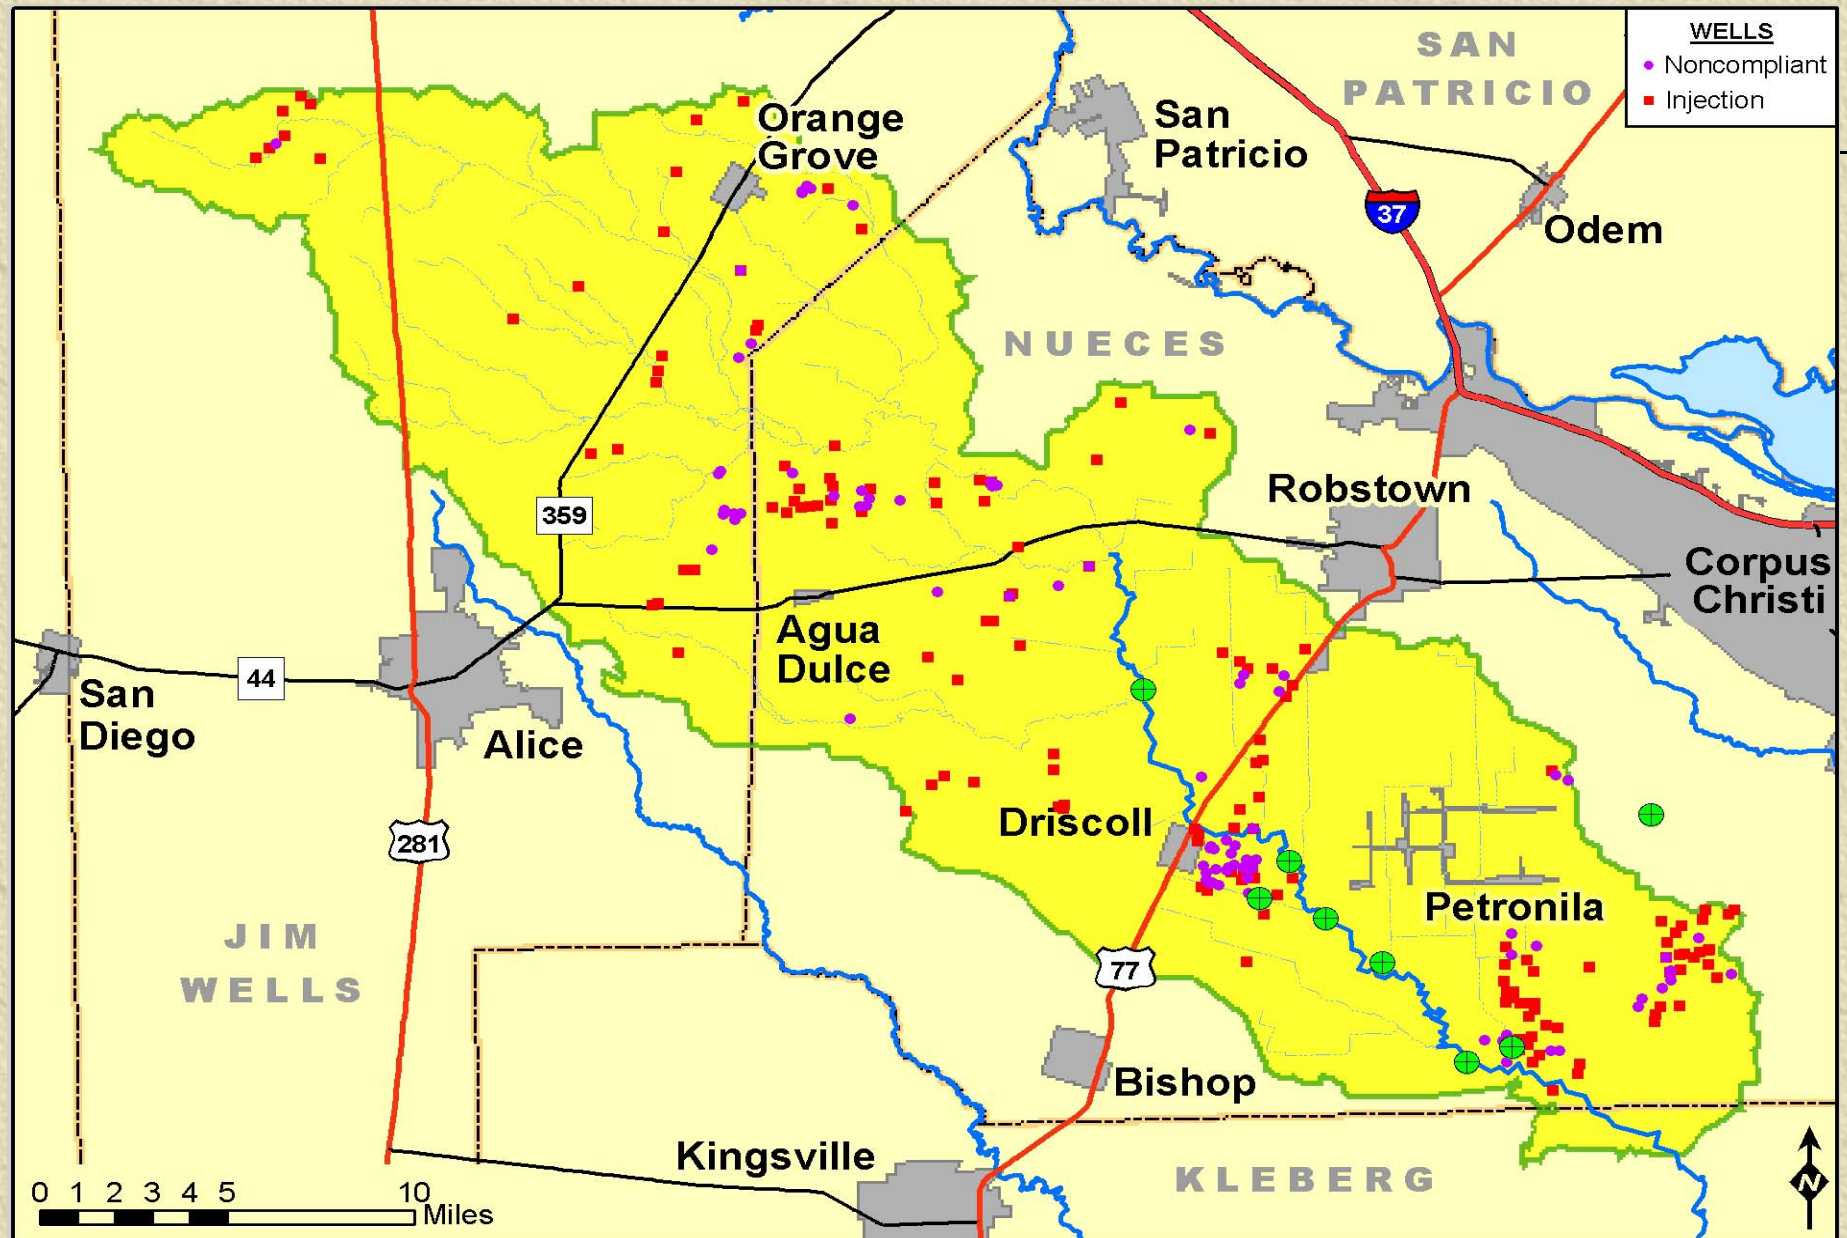 SAN
PATRICIO
WELLS
Noncompliant
Injection
Orange
Grove
San
Patricio
37
Odem
NUECES
Robstown
359
Corpus
Christi
Agua
Dulce
44
San
Diego
Alice
Driscoll
281
Petronila
JIM
WELLS
77
Bishop
Kingsville
KLEBERG
N
0 1 2 3 4 5 10
Miles